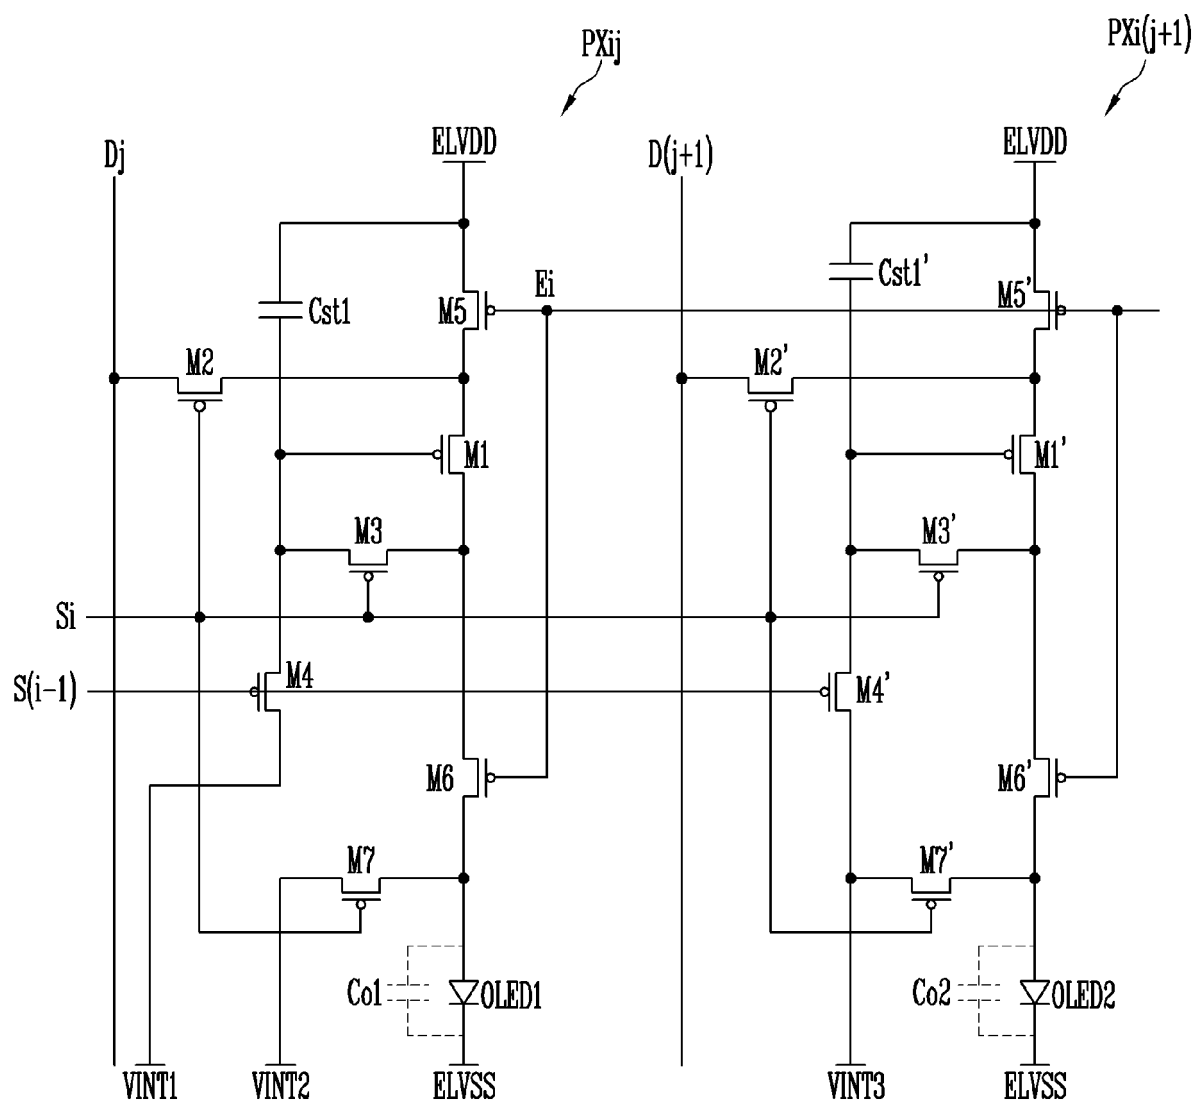 PXij
PXi(j+1)
Dj
ELVDD
D(j+1)
ELVDD
Cst1
M5
Ei
Cst1'
M5'
M2
M2'
M1
M1'
M3
M3'
Si
S(i-1)
M4
M4'
M6
M6'
M7
M7'
Co1
OLED1
Co2
OLED2
VINT1
VINT2
ELVSS
VINT3
ELVSS